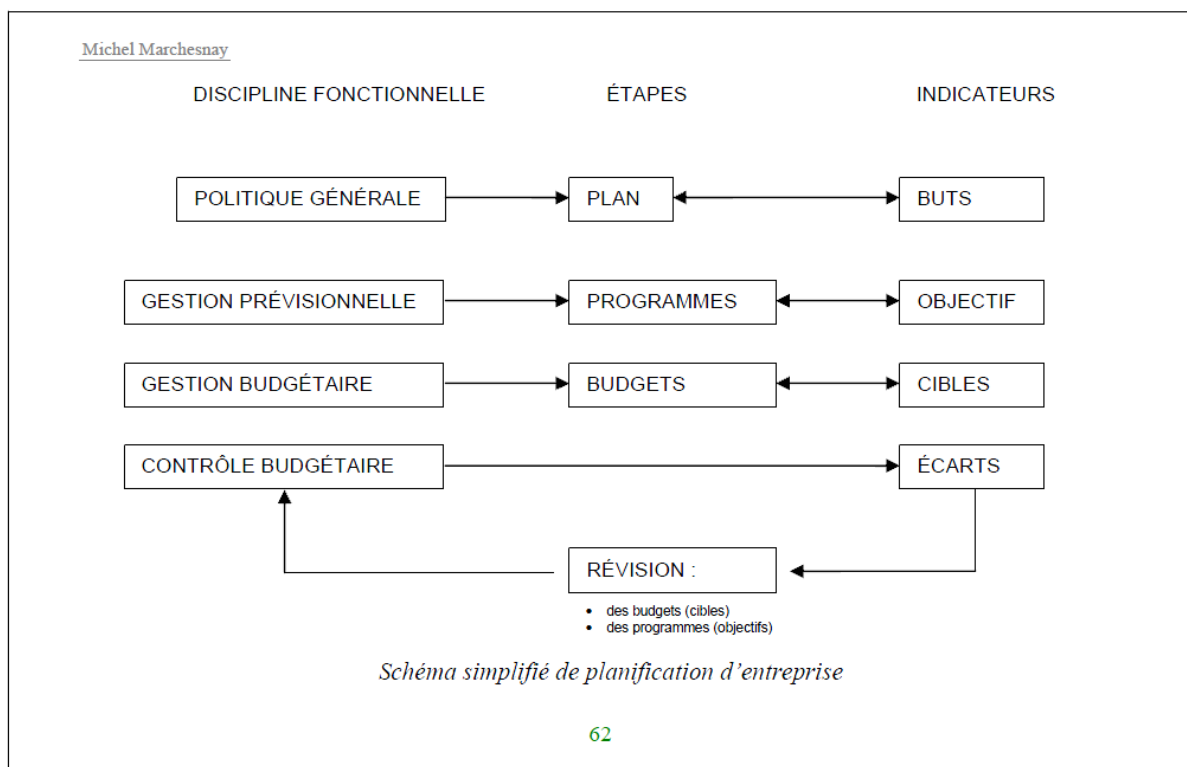 Michel Marchesnay
DISCIPLINE FONCTIONNELLE ÉTAPES INDICATEURS
POLITIQUE GÉNÉRALE PLAN BUTS
GESTION PRÉVISIONNELLE PROGRAMMES OBJECTIF
GESTION BUDGÉTAIRE BUDGETS CIBLES
CONTRÔLE BUDGÉTAIRE ÉCARTS
RÉVISION :
• des budgets (cibles)
• des programmes (objectifs)
Schéma simplifié de planification d’entreprise
62